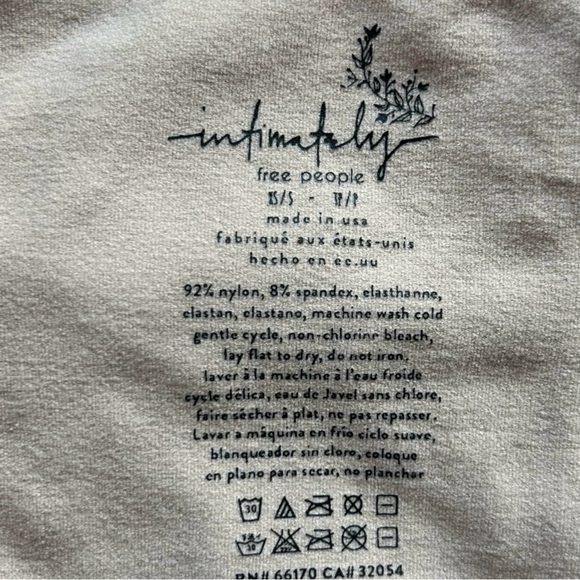 intimately
free people
XS/S - TP/P
made in usa
fabriqué aux états-unis
hecho en ee.uu
92% nylon, 8% spandex, elasthanne,
elastan, elastano, machine wash cold
gentle cycle, non-chlorine bleach,
lay flat to dry, do not iron.
laver à la machine à l'eau froide
cycle délica, eau de Javel sans chlore,
faire sécher à plat, ne pas repasser.
Lavar a máquina en frío ciclo suave,
blanqueador sin cloro, coloque
en plano para secar, no planchar
30
30
RN# 66170 CA# 32054